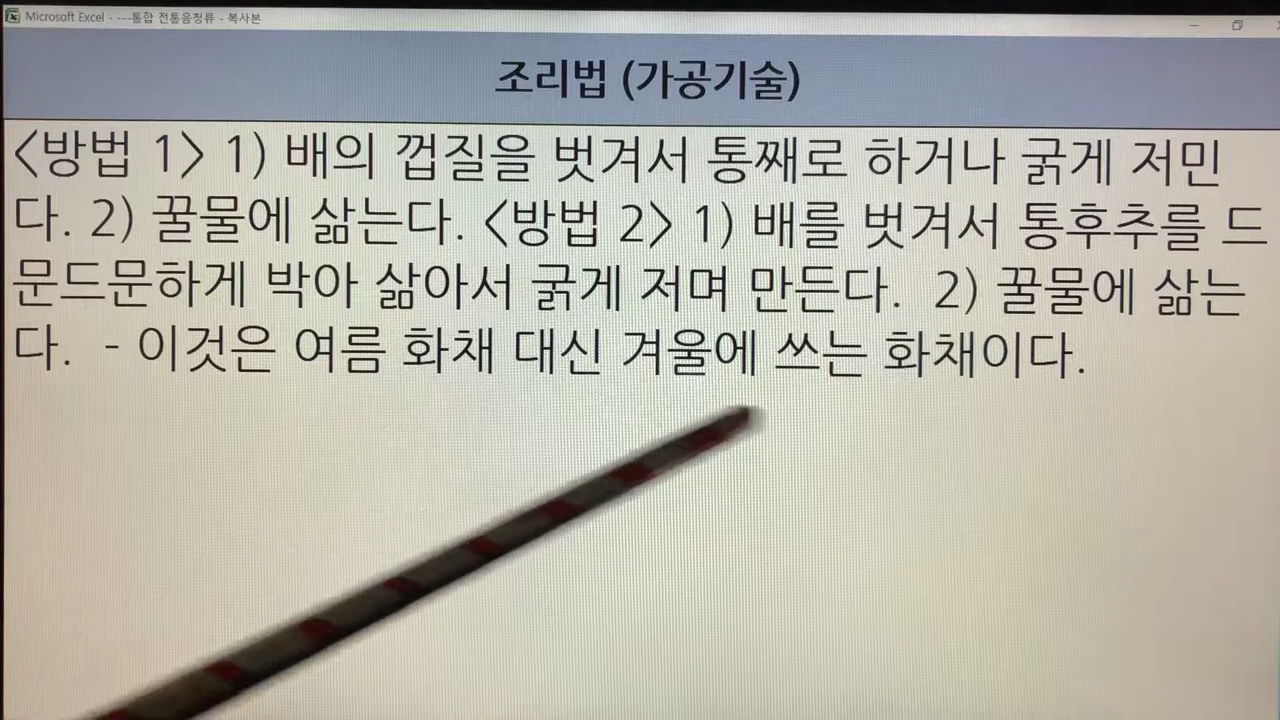 Microsoft Excel - ---통합 전통음청류 - 복사본
조리법 (가공기술)
<방법 1> 1) 배의 껍질을 벗겨서 통째로 하거나 굵게 저민
다. 2) 꿀물에 삶는다. <방법 2> 1) 배를 벗겨서 통후추를 드
문드문하게 박아 삶아서 굵게 저며 만든다. 2) 꿀물에 삶는
다. - 이것은 여름 화채 대신 겨울에 쓰는 화채이다.